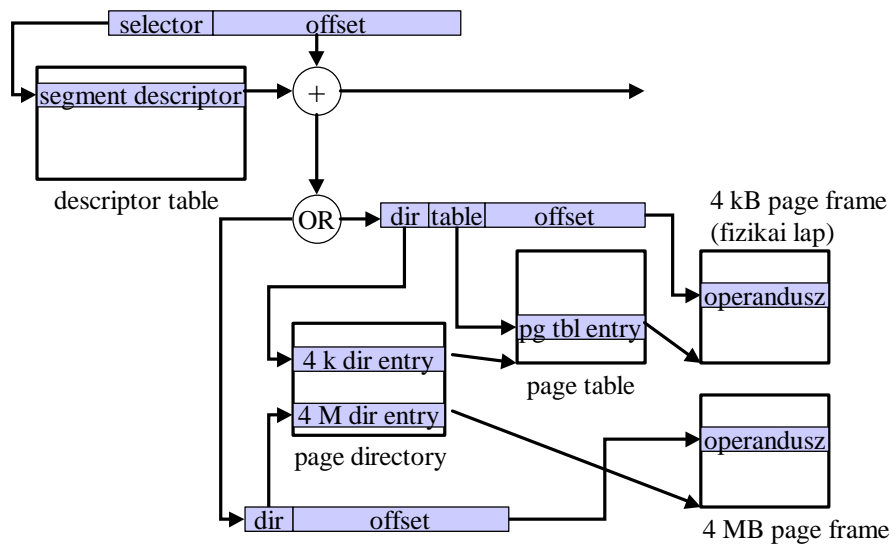 selector offset
segment descriptor
+
descriptor table
OR
dir table offset
4 kB page frame
(fizikai lap)
operandusz
pg tbl entry
4 k dir entry
page table
4 M dir entry
operandusz
page directory
dir offset
4 MB page frame